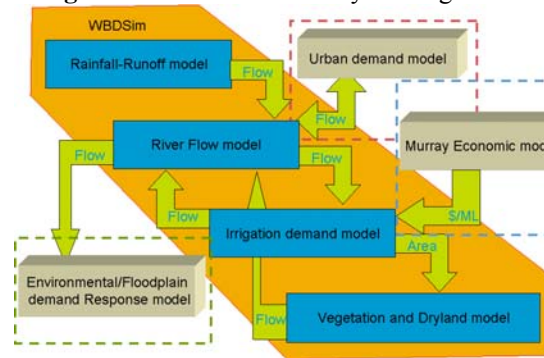 WBDSim
Rainfall-Runoff model
Flow
Urban demand model
Flow
Flow
River Flow model
Flow
Murray Economic mod
Flow
$/ML
Irrigation demand model
Area
Environmental/Floodplain
demand Response model
Flow
Vegetation and Dryland model